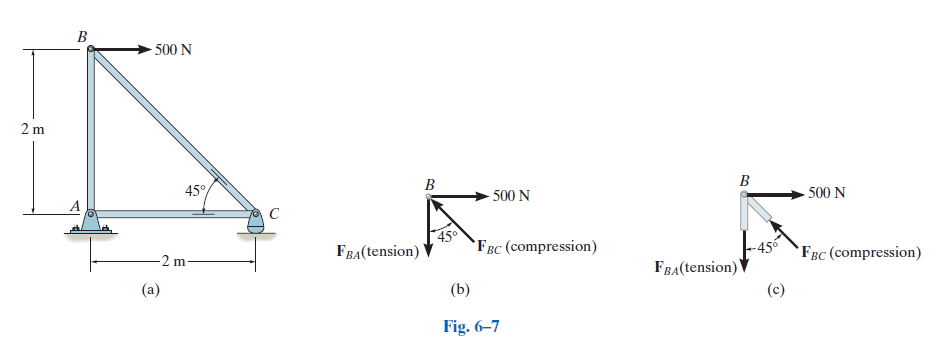 B
500 N
2 m
45°
A
C
2 m
(a)
B
500 N
45°
F_BA(tension)
F_BC (compression)
(b)
B
500 N
45°
F_BC (compression)
F_BA(tension)
(c)
Fig. 6–7